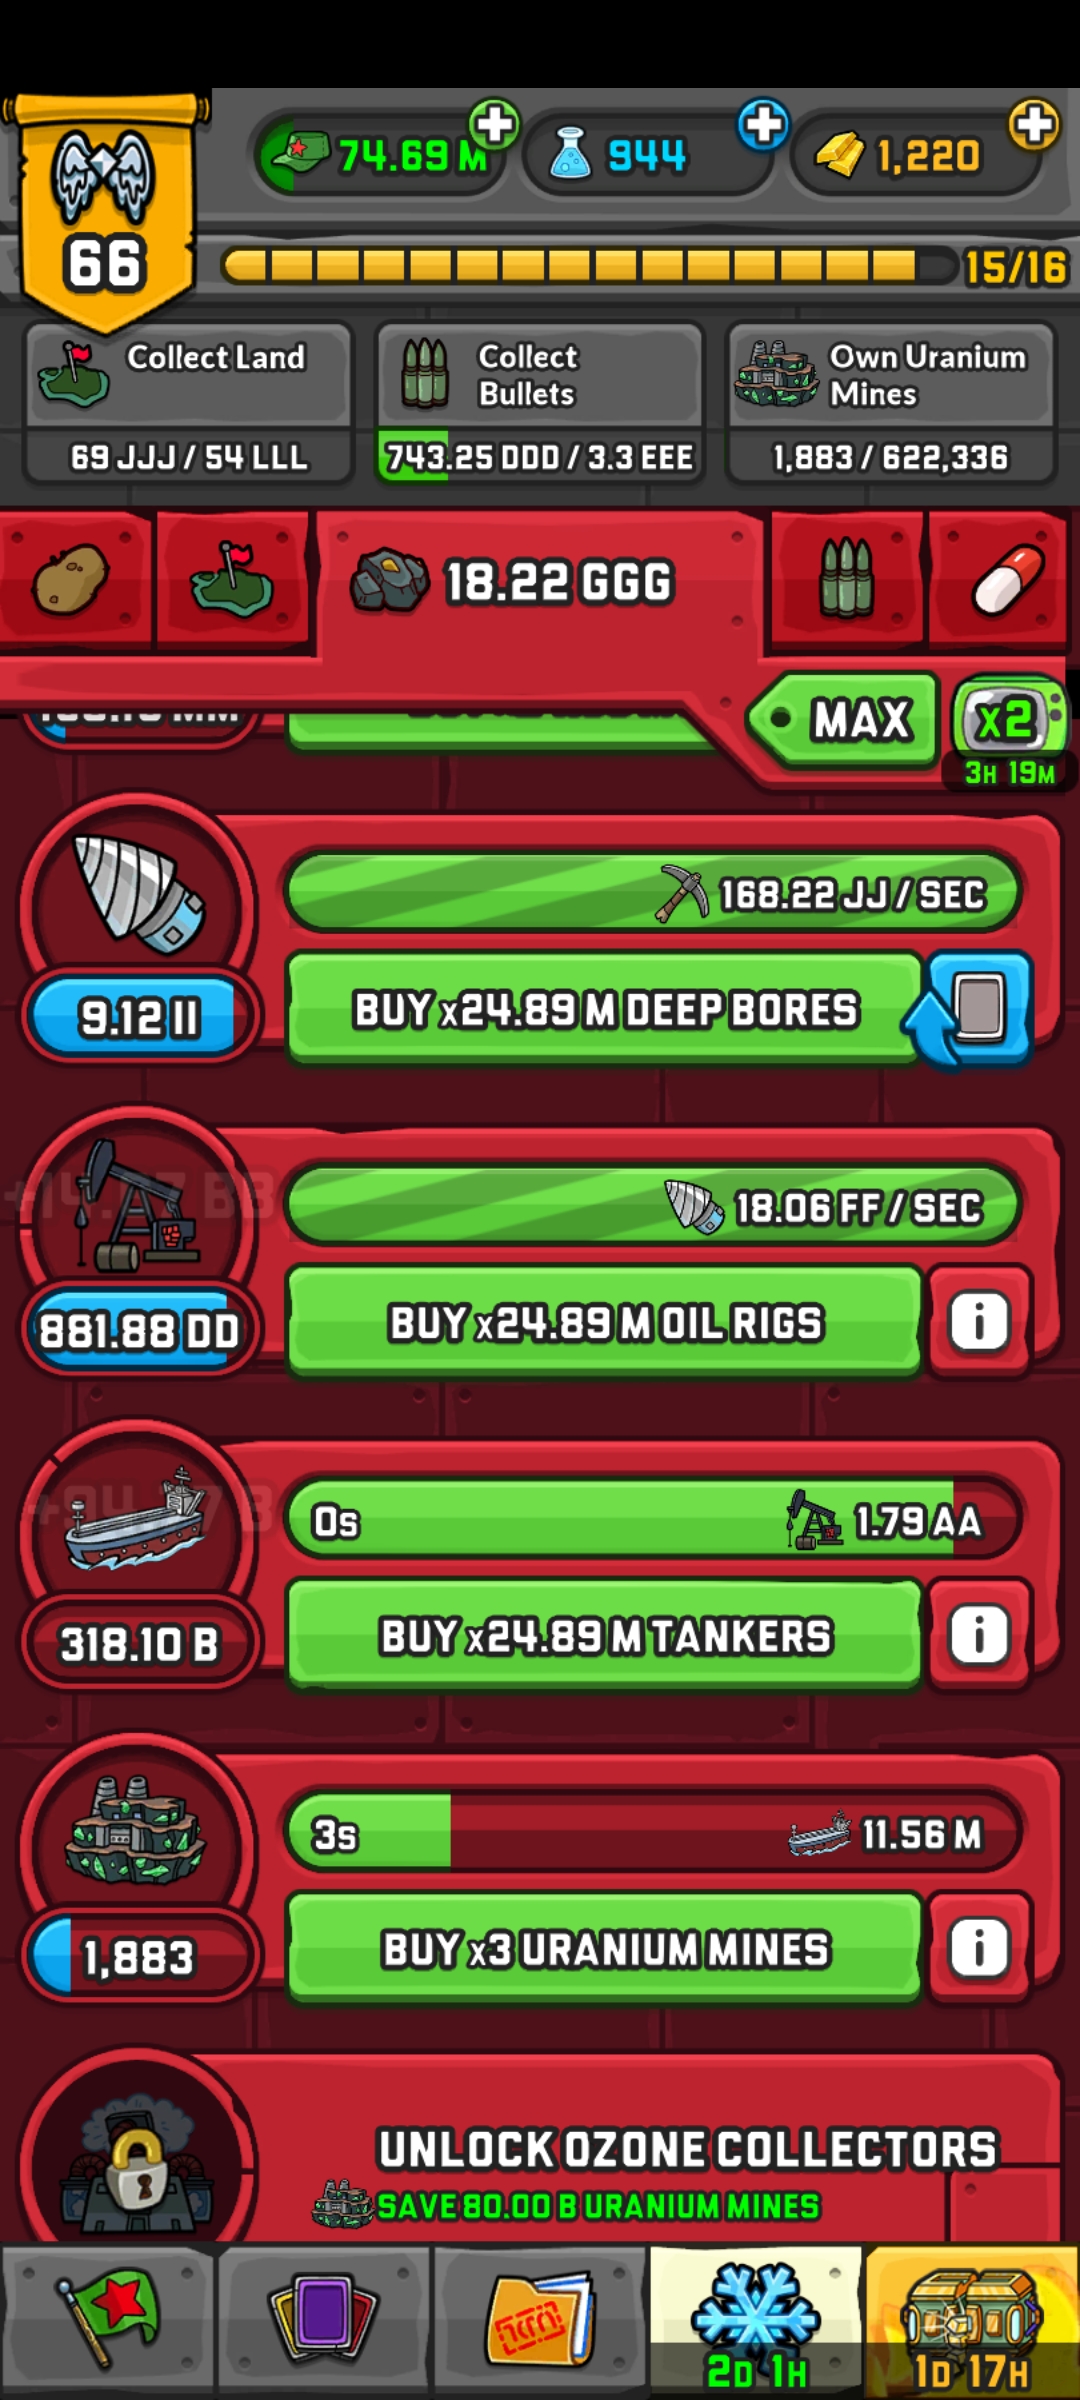 74.69 M
944
1,220
66
15/16
Collect Land
69 JJJ / 54 LLL
Collect
Bullets
743.25 DDD / 3.3 EEE
Own Uranium
Mines
1,883 / 622,336
18.22 GGG
MAX
x2
3H 19M
168.22 JJ / SEC
9.12 II
BUY x24.89 M DEEP BORES
18.06 FF / SEC
881.88 DD
BUY x24.89 M OIL RIGS
i
0s
1.79 AA
318.10 B
BUY x24.89 M TANKERS
i
3s
11.56 M
1,883
BUY x3 URANIUM MINES
i
UNLOCK OZONE COLLECTORS
SAVE 80.00 B URANIUM MINES
2D 1H
1D 17H